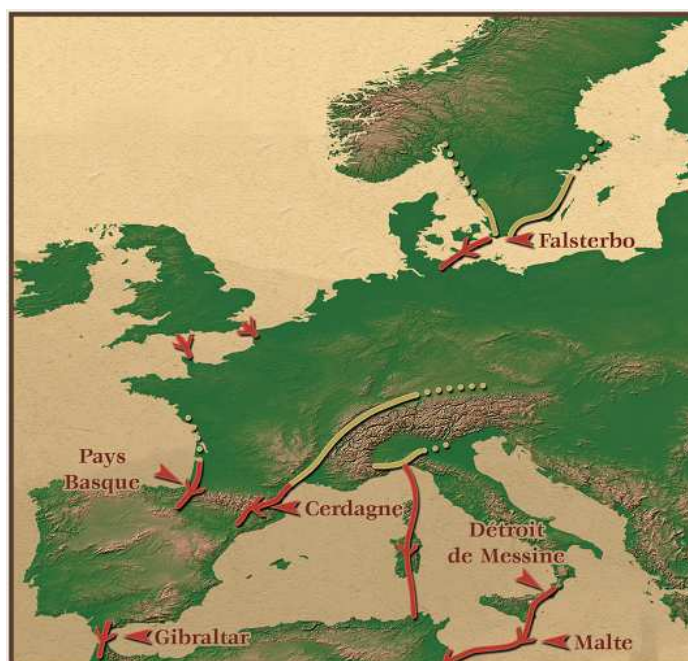 Falsterbo
Pays
Basque
Cerdagne
Détroit
de Messine
Gibraltar
Malte